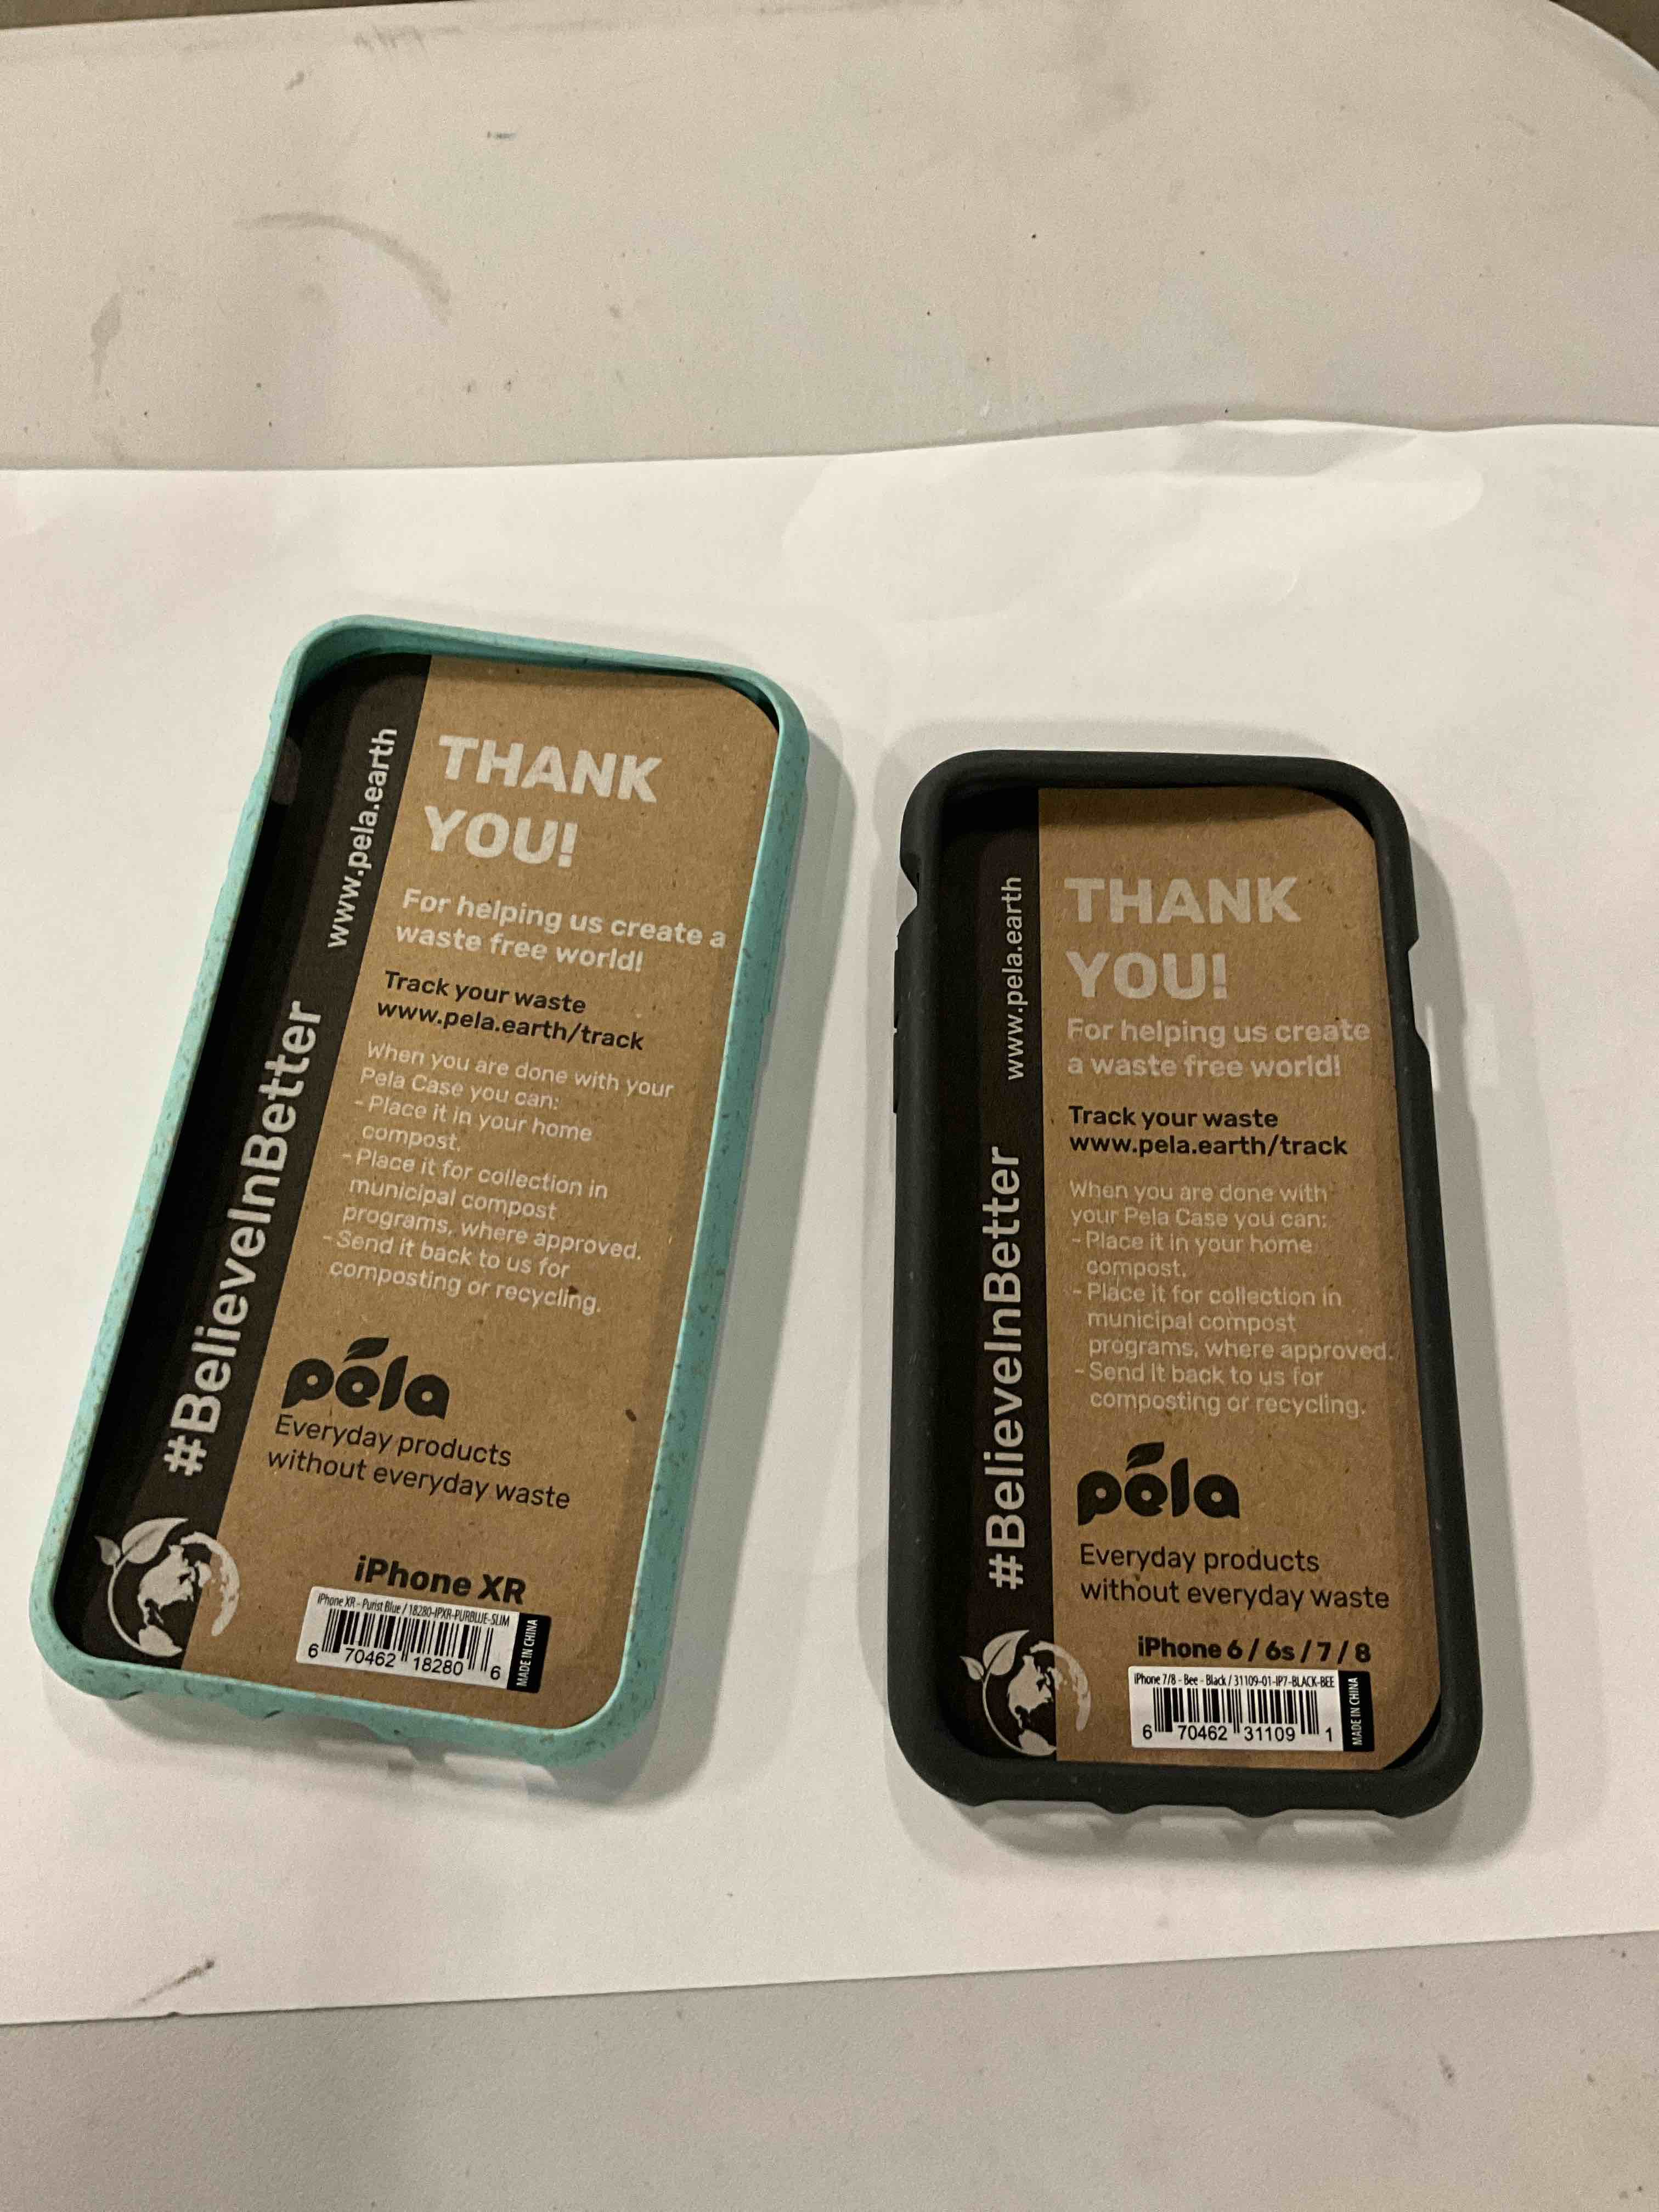 www.pela.earth
#BelieveInBetter
THANK
YOU!
For helping us create a
waste free world!
Track your waste
www.pela.earth/track
When you are done with your
Pela Case you can:
- Place it in your home
compost.
- Place it for collection in
municipal compost
programs, where approved.
- Send it back to us for
composting or recycling.
pela
Everyday products
without everyday waste
iPhone XR
iPhone XR - Purist Blue / 18280-IPXR-PURBLUE-SLIM
6 70462 18280 6
MADE IN CHINA
www.pela.earth
#BelieveInBetter
THANK
YOU!
For helping us create
a waste free world!
Track your waste
www.pela.earth/track
When you are done with
your Pela Case you can:
- Place it in your home
compost.
- Place it for collection in
municipal compost
programs, where approved.
- Send it back to us for
composting or recycling.
pela
Everyday products
without everyday waste
iPhone 6 / 6s / 7 / 8
iPhone 7/8 - Bee - Black / 31109-01-IP7-BLACK-BEE
6 70462 31109 1
MADE IN CHINA